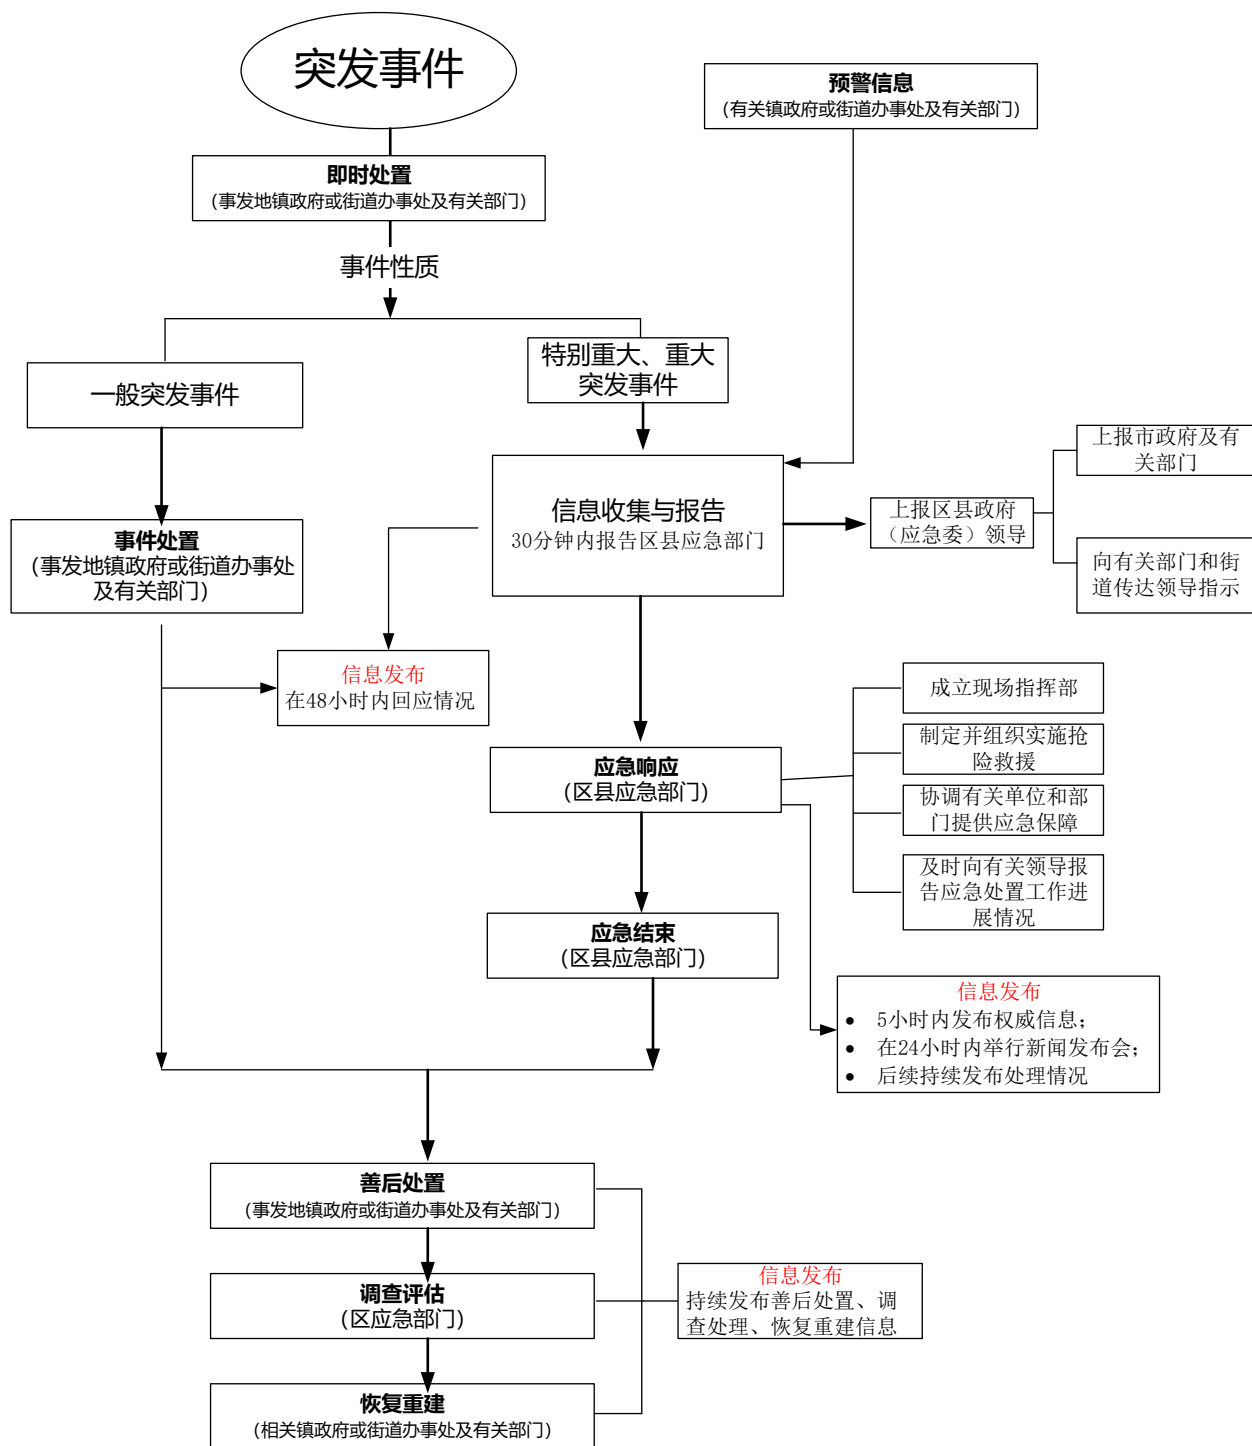 突发事件
预警信息
(有关镇政府或街道办事处及有关部门)
即时处置
(事发地镇政府或街道办事处及有关部门)
事件性质
一般突发事件
特别重大、重大
突发事件
信息收集与报告
30分钟内报告区县应急部门
上报区县政府
(应急委)领导
上报市政府及有
关部门
向有关部门和街
道传达领导指示
事件处置
(事发地镇政府或街道办事处
及有关部门)
信息发布
在48小时内回应情况
应急响应
(区县应急部门)
成立现场指挥部
制定并组织实施抢
险救援
协调有关单位和部
门提供应急保障
及时向有关领导报
告应急处置工作进
展情况
应急结束
(区县应急部门)
信息发布
● 5小时内发布权威信息;
● 在24小时内举行新闻发布会;
● 后续持续发布处理情况
善后处置
(事发地镇政府或街道办事处及有关部门)
调查评估
(区应急部门)
信息发布
持续发布善后处置、调
查处理、恢复重建信息
恢复重建
(相关镇政府或街道办事处及有关部门)